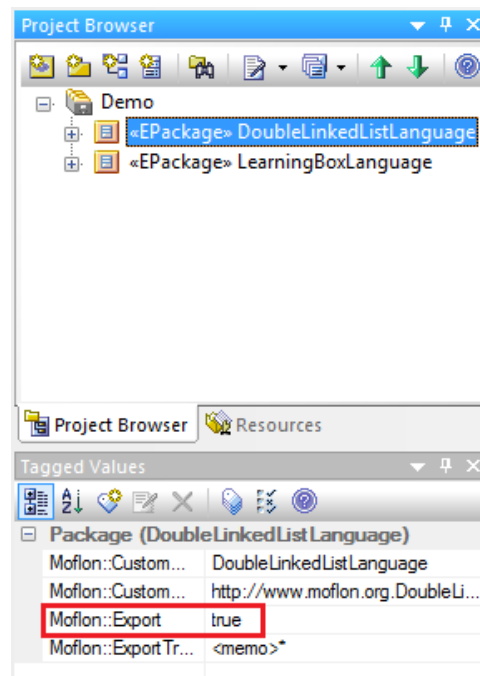 Project Browser
Demo
«EPackage» DoubleLinkedListLanguage
«EPackage» LearningBoxLanguage
Project Browser
Resources
Tagged Values
Package (DoubleLinkedListLanguage)
Moflon::Custom... DoubleLinkedListLanguage
Moflon::Custom... http://www.moflon.org.DoubleLi...
Moflon::Export true
Moflon::ExportTr... <memo>*